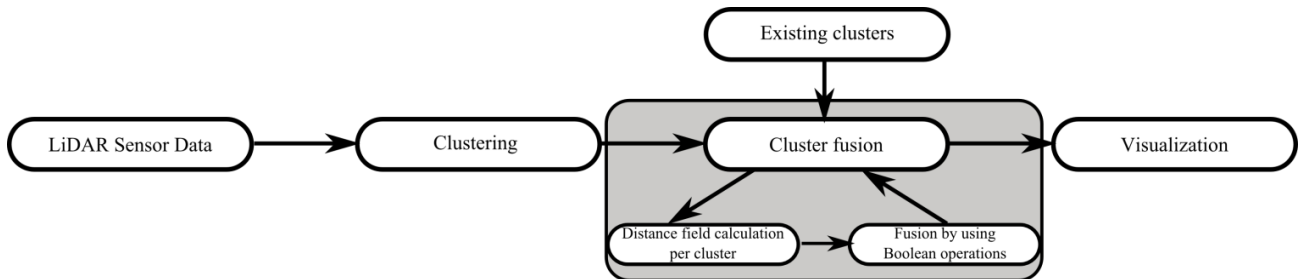 Existing clusters
LiDAR Sensor Data
Clustering
Cluster fusion
Visualization
Distance field calculation
per cluster
Fusion by using
Boolean operations